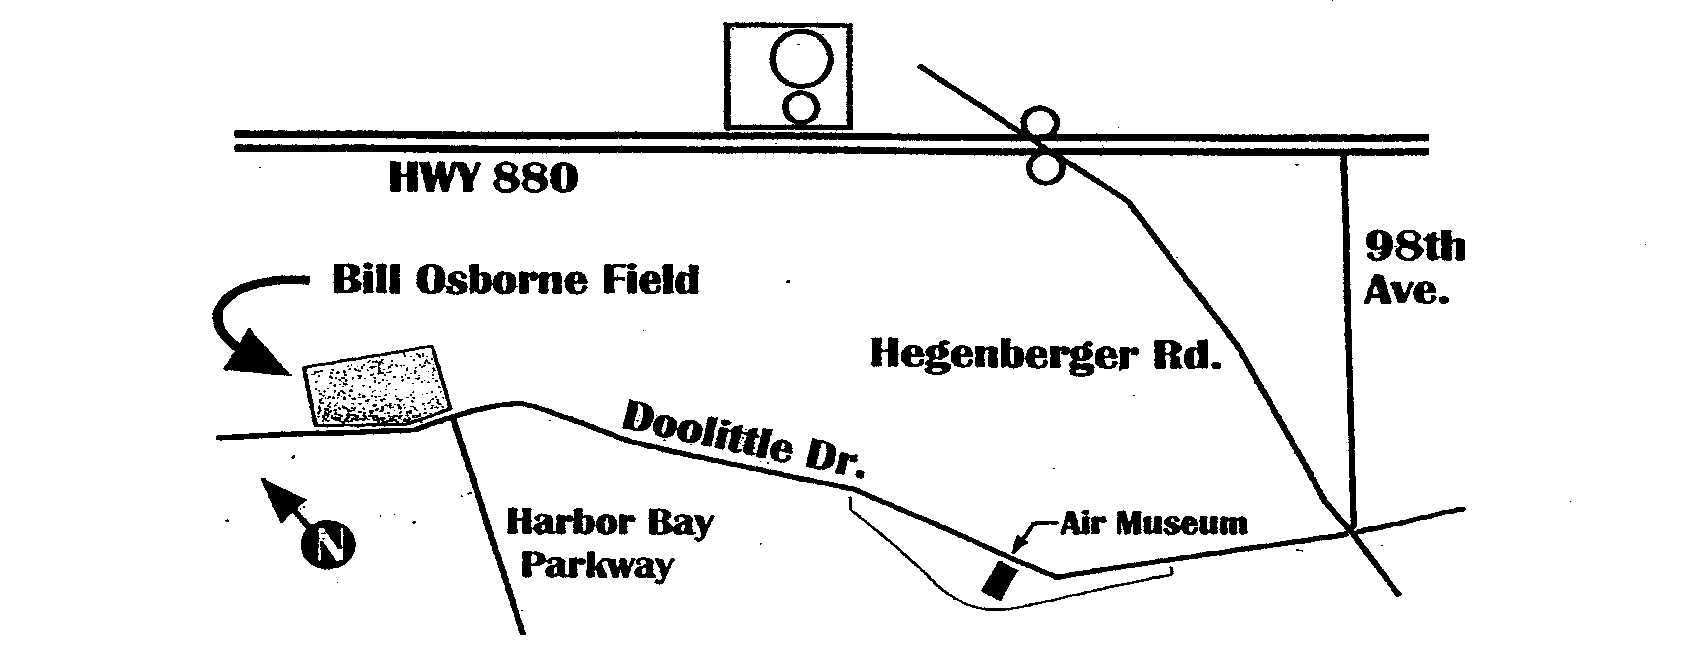 HWY 880
98th
Ave.
Bill Osborne Field
Hegenberger Rd.
Doolittle Dr.
Harbor Bay
Parkway
Air Museum
N